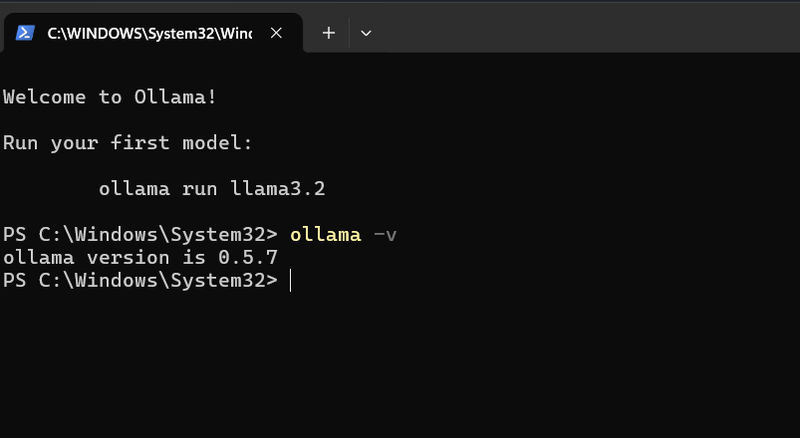 C:\WINDOWS\System32\Wind
Welcome to Ollama!
Run your first model:
ollama run llama3.2
PS C:\Windows\System32> ollama -v
ollama version is 0.5.7
PS C:\Windows\System32>